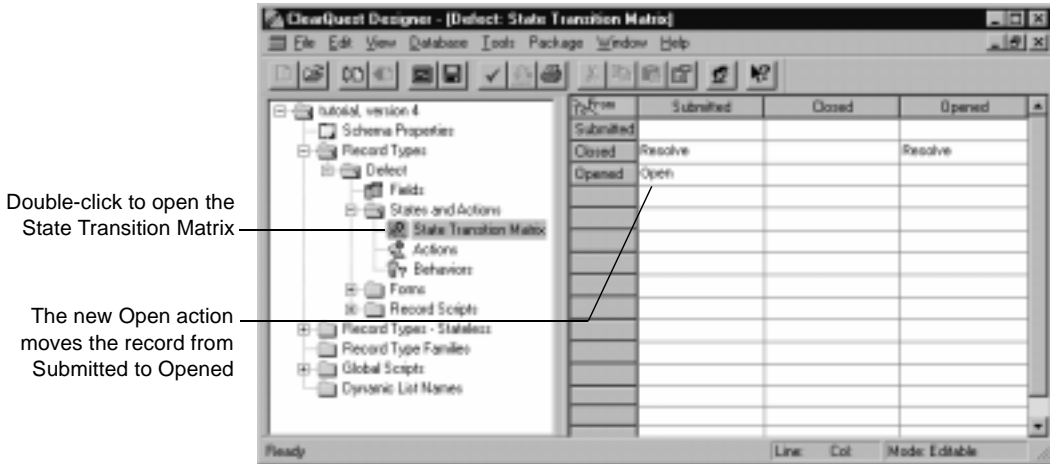 ClearQuest Designer - [Defect: State Transition Matrix]
File Edit View Database Tools Package Window Help
tutorial, version 4
Schema Properties
Record Types
Defect
Fields
States and Actions
State Transition Matrix
Actions
Behaviors
Forms
Record Scripts
Record Types - Stateless
Record Type Families
Global Scripts
Dynamic List Names
From Submitted Closed Opened
Submitted
Closed Resolve Resolve
Opened Open
Ready Line: Col: Mode: Editable
Double-click to open the
State Transition Matrix
The new Open action
moves the record from
Submitted to Opened